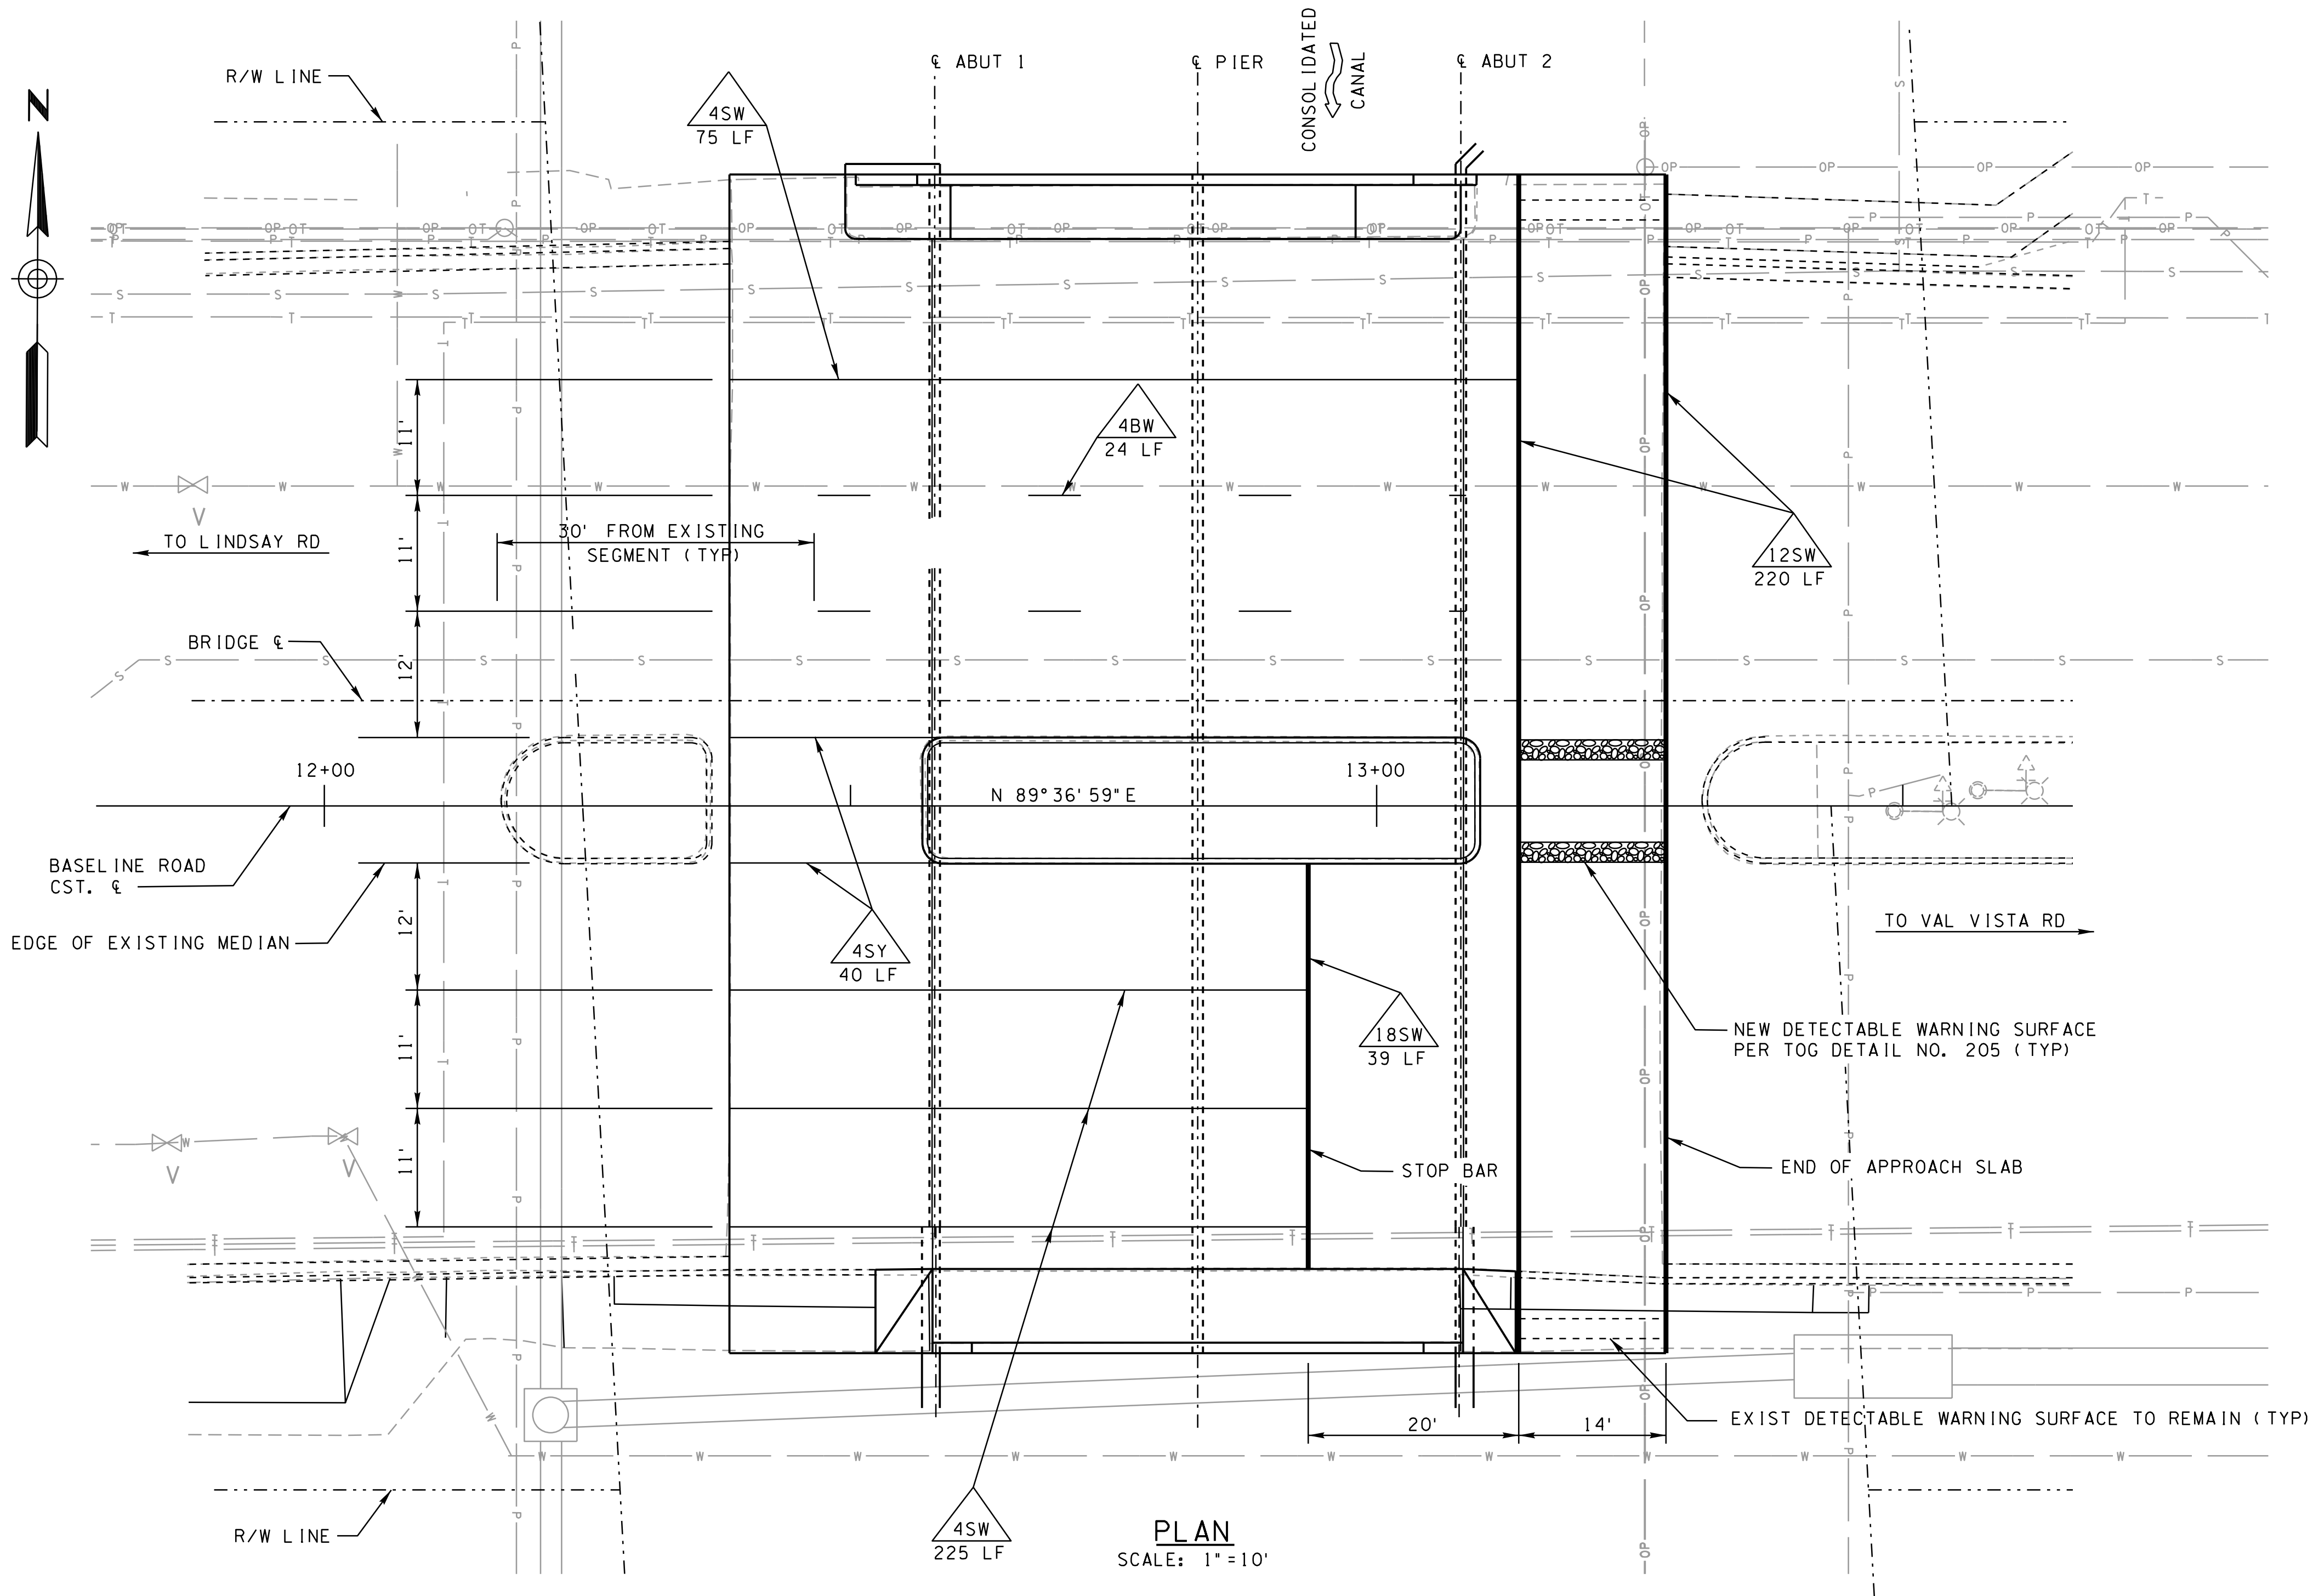 R/W LINE
N
℄ ABUT 1
℄ PIER
CONSOLIDATED
CANAL
℄ ABUT 2
4SW
75 LF
4BW
24 LF
11'
11'
12'
TO LINDSAY RD
30' FROM EXISTING
SEGMENT (TYP)
12SW
220 LF
BRIDGE ℄
12+00
13+00
N 89°36'59"E
BASELINE ROAD
CST. ℄
EDGE OF EXISTING MEDIAN
12'
11'
11'
4SY
40 LF
TO VAL VISTA RD
18SW
39 LF
NEW DETECTABLE WARNING SURFACE
PER TOG DETAIL NO. 205 (TYP)
STOP BAR
END OF APPROACH SLAB
20'
14'
EXIST DETECTABLE WARNING SURFACE TO REMAIN (TYP)
R/W LINE
4SW
225 LF
PLAN
SCALE: 1"=10'